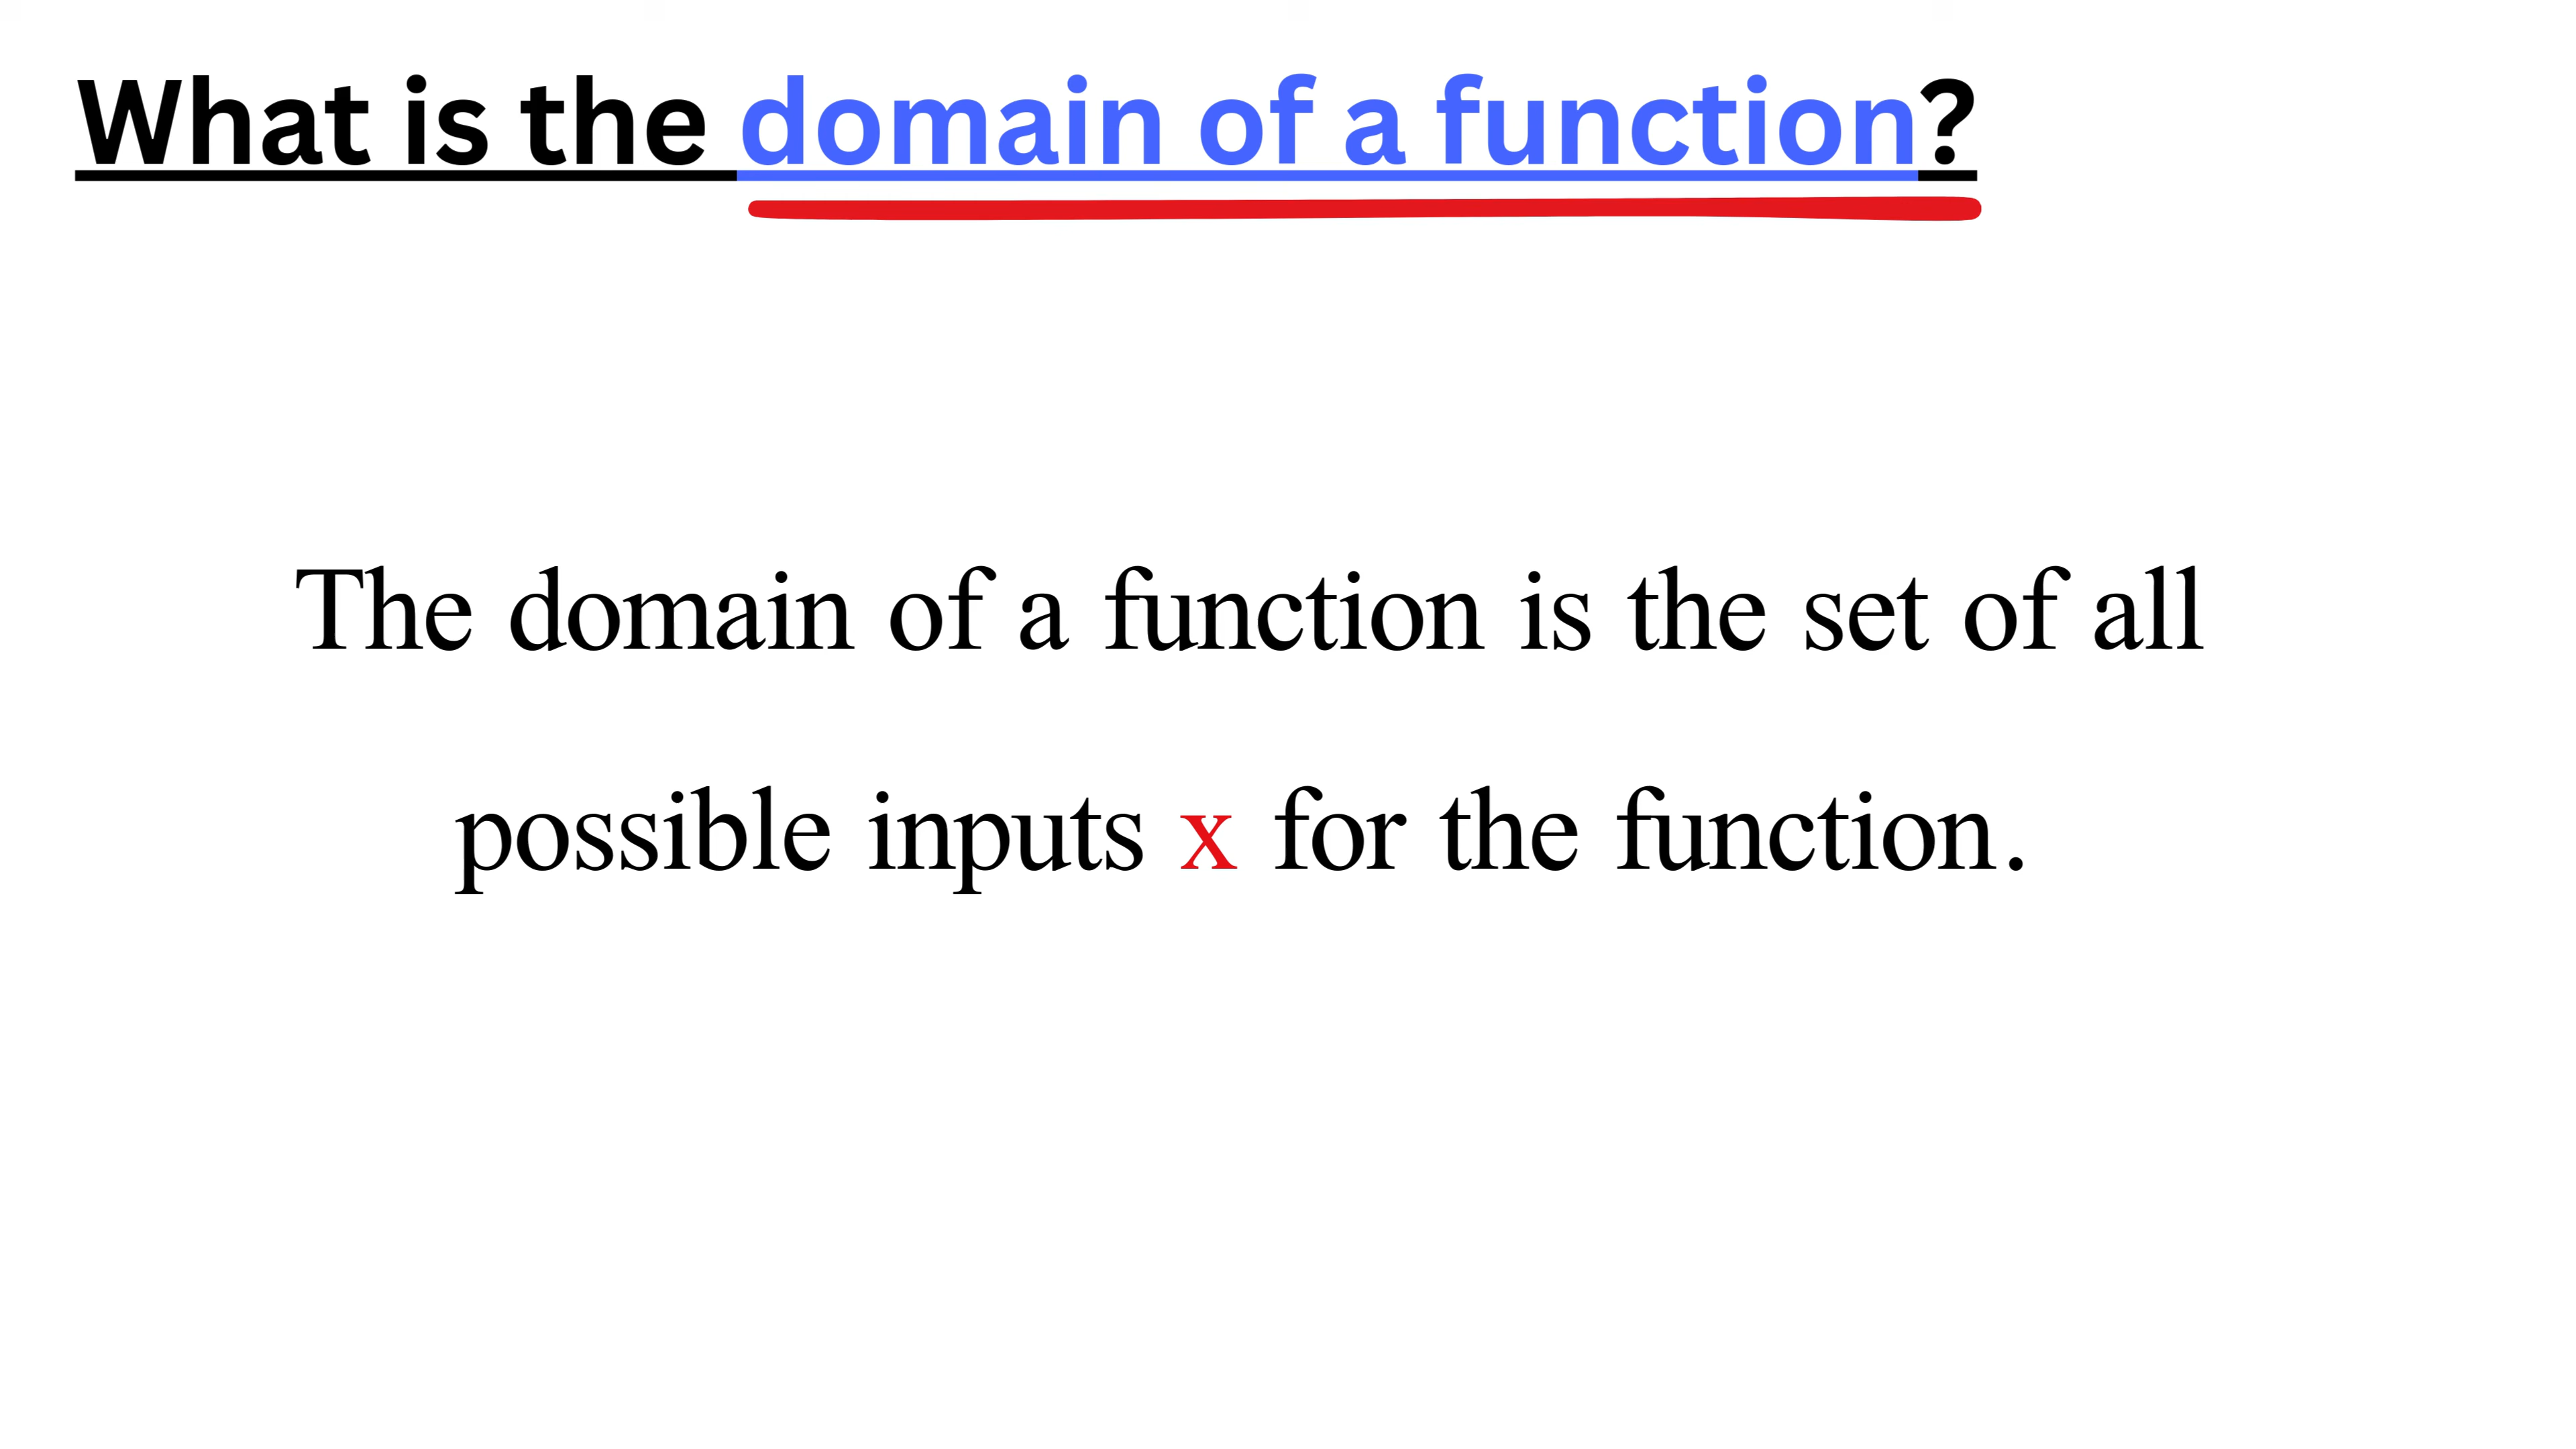 What is the domain of a function?
The domain of a function is the set of all
possible inputs x for the function.